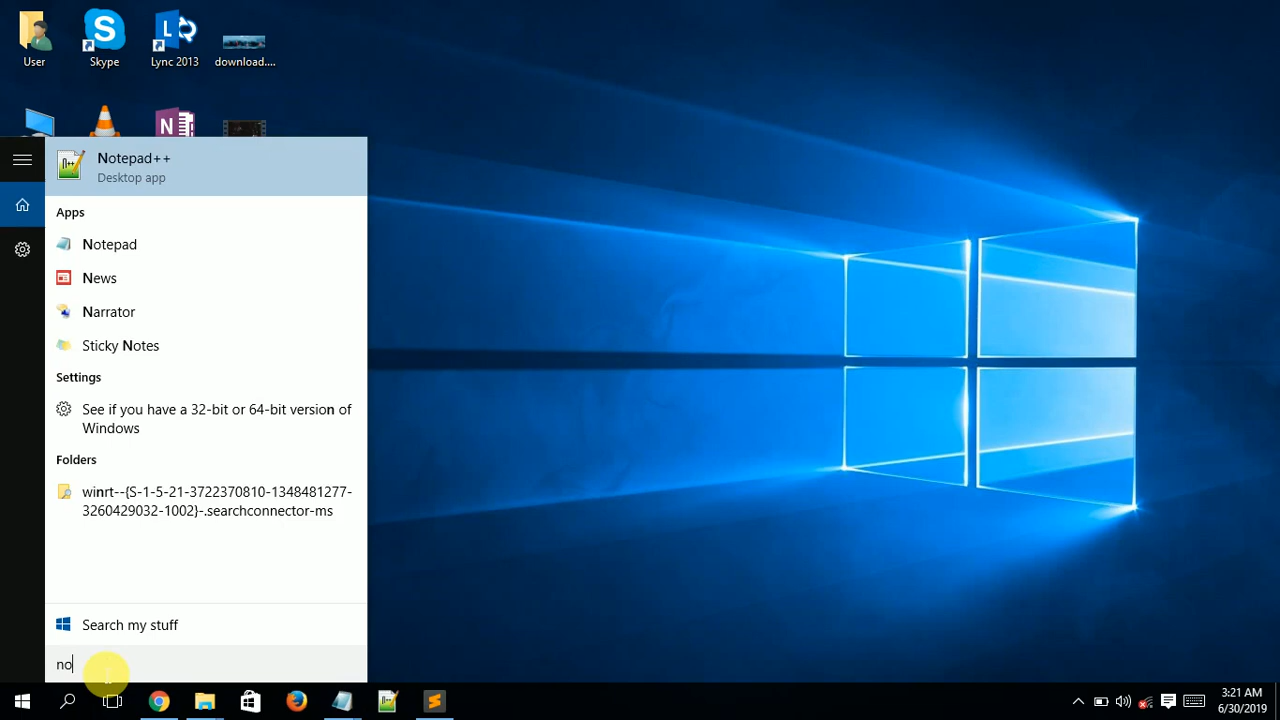 User
Skype
Lync 2013
download....
Notepad++
Desktop app
Apps
Notepad
News
Narrator
Sticky Notes
Settings
See if you have a 32-bit or 64-bit version of
Windows
Folders
winrt--{S-1-5-21-3722370810-1348481277-
3260429032-1002}-.searchconnector-ms
Search my stuff
no
3:21 AM
6/30/2019